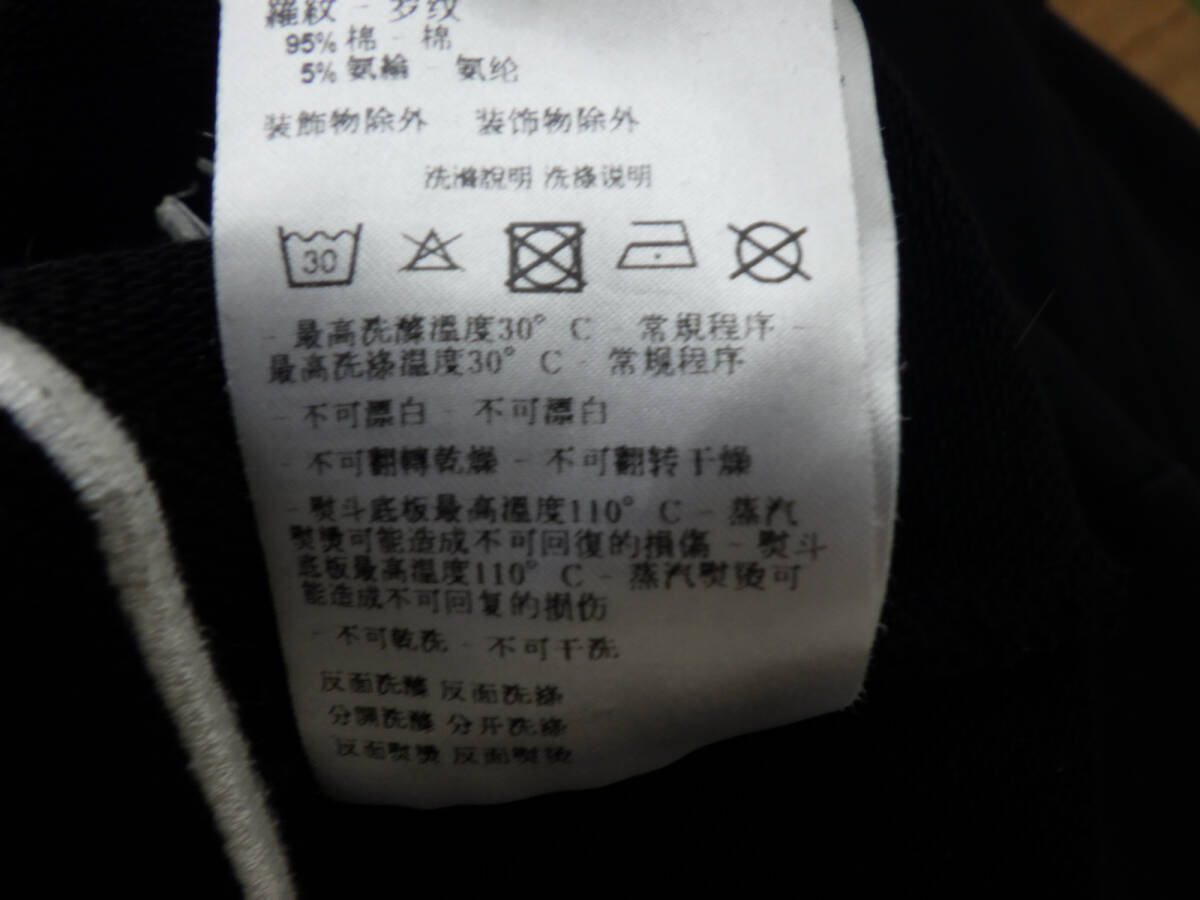 羅紋 - 罗纹
95% 棉 - 棉
5% 氨綸 - 氨纶
装飾物除外 装饰物除外
洗滌說明 洗涤说明
30
- 最高洗滌溫度30° C - 常規程序 -
最高洗涤温度30° C - 常规程序
- 不可漂白 - 不可漂白
- 不可翻轉乾燥 - 不可翻转干燥
- 熨斗底板最高溫度110° C - 蒸汽
熨燙可能造成不可回復的損傷 - 熨斗
底板最高温度110° C - 蒸汽熨烫可
能造成不可回复的损伤
- 不可乾洗 - 不可干洗
反面洗滌 反面洗涤
分開洗滌 分开洗涤
反面熨燙 反面熨烫